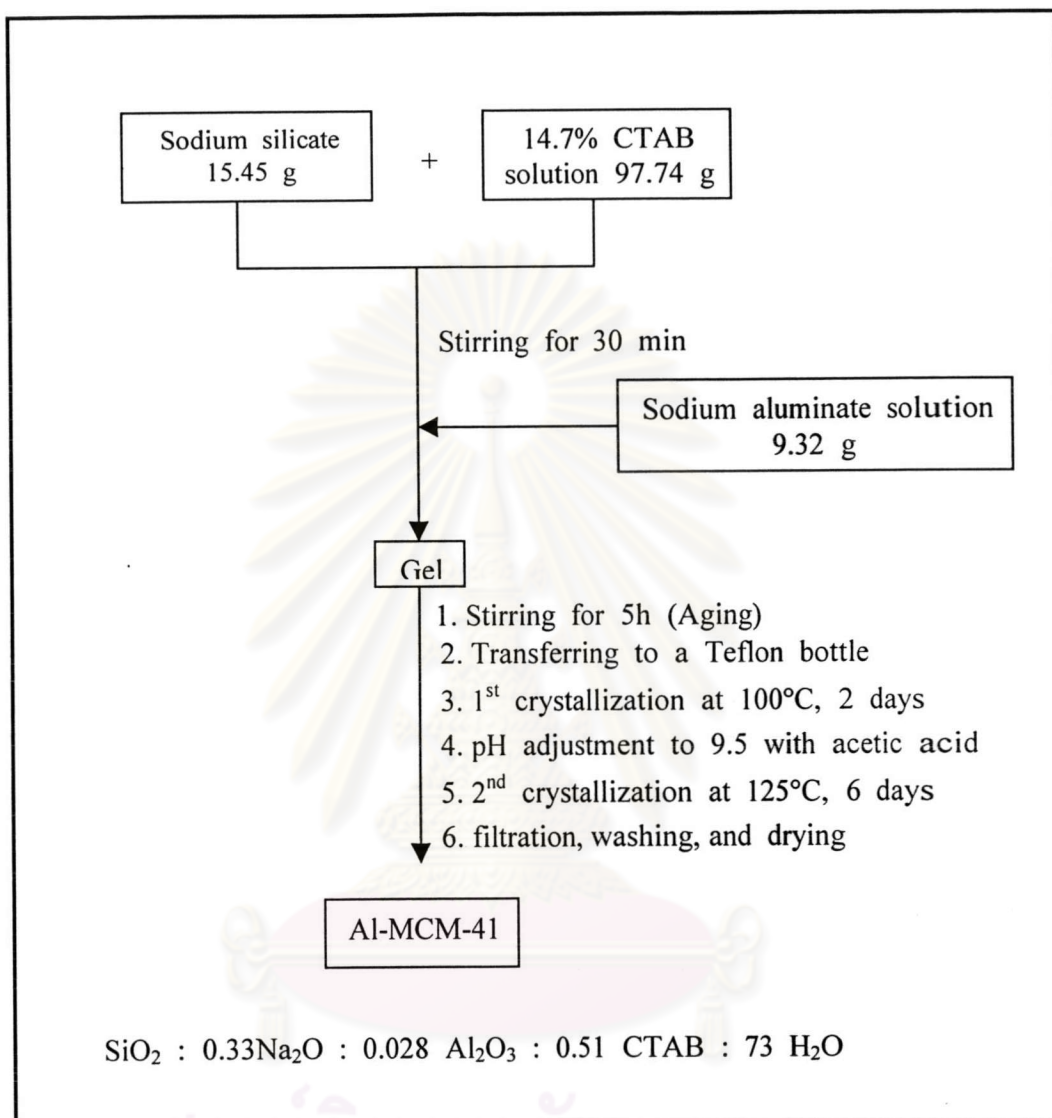 Sodium silicate
15.45 g
+
14.7% CTAB
solution 97.74 g
Stirring for 30 min
Sodium aluminate solution
9.32 g
Gel
1. Stirring for 5h (Aging)
2. Transferring to a Teflon bottle
3. 1st crystallization at 100°C, 2 days
4. pH adjustment to 9.5 with acetic acid
5. 2nd crystallization at 125°C, 6 days
6. filtration, washing, and drying
Al-MCM-41
SiO₂ : 0.33Na₂O : 0.028 Al₂O₃ : 0.51 CTAB : 73 H₂O